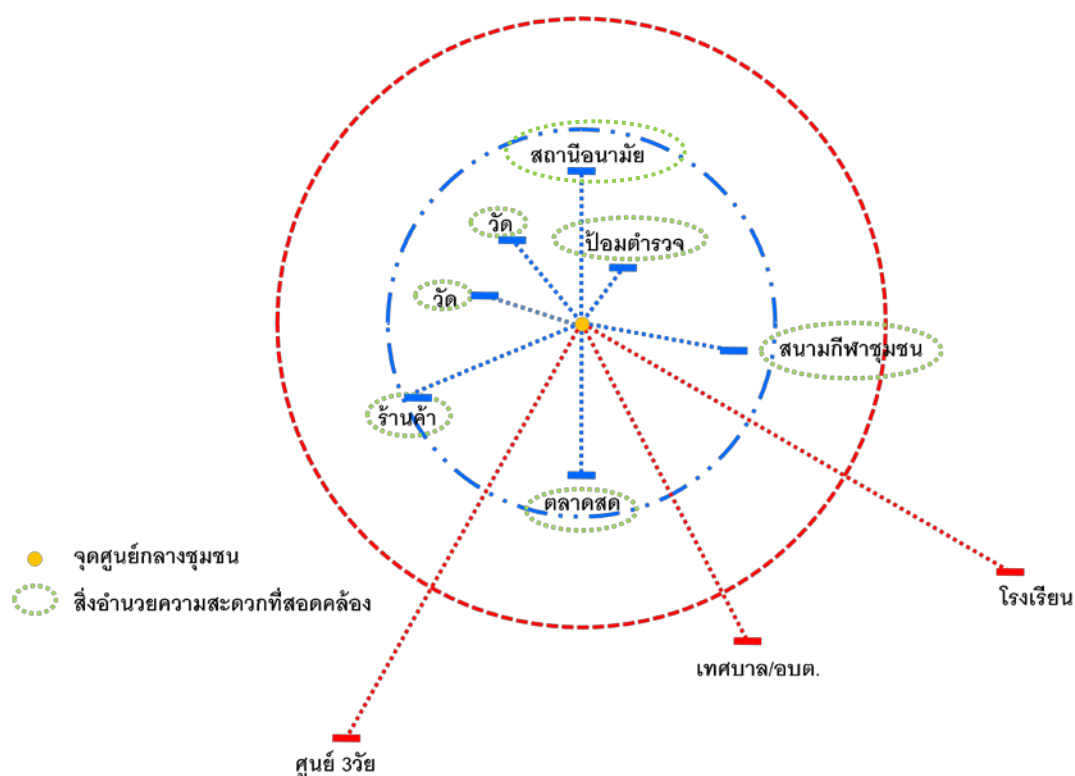 สถานีอนามัย
วัด
ป้อมตำรวจ
วัด
สนามกีฬาชุมชน
ร้านค้า
ตลาดสด
จุดศูนย์กลางชุมชน
สิ่งอำนวยความสะดวกที่สอดคล้อง
โรงเรียน
เทศบาล/อบต.
ศูนย์ 3วัย